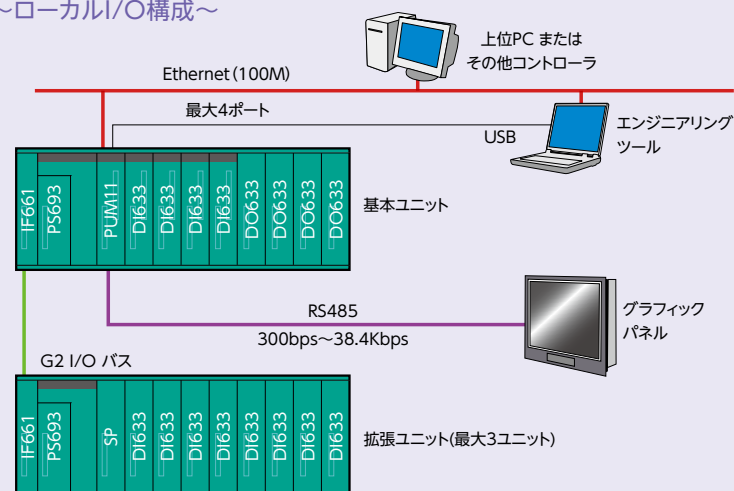 ～ローカルI/O構成～
上位PC または
その他コントローラ
Ethernet（100M）
最大4ポート
USB
エンジニアリング
ツール
IF661
PS693
PUM11
DI633
DI633
DI633
DI633
DO633
DO633
DO633
DO633
基本ユニット
RS485
300bps～38.4Kbps
グラフィック
パネル
G2 I/O バス
IF661
PS693
SP
DI633
DI633
DI633
DI633
DI633
DI633
DI633
DI633
DI633
拡張ユニット(最大3ユニット)